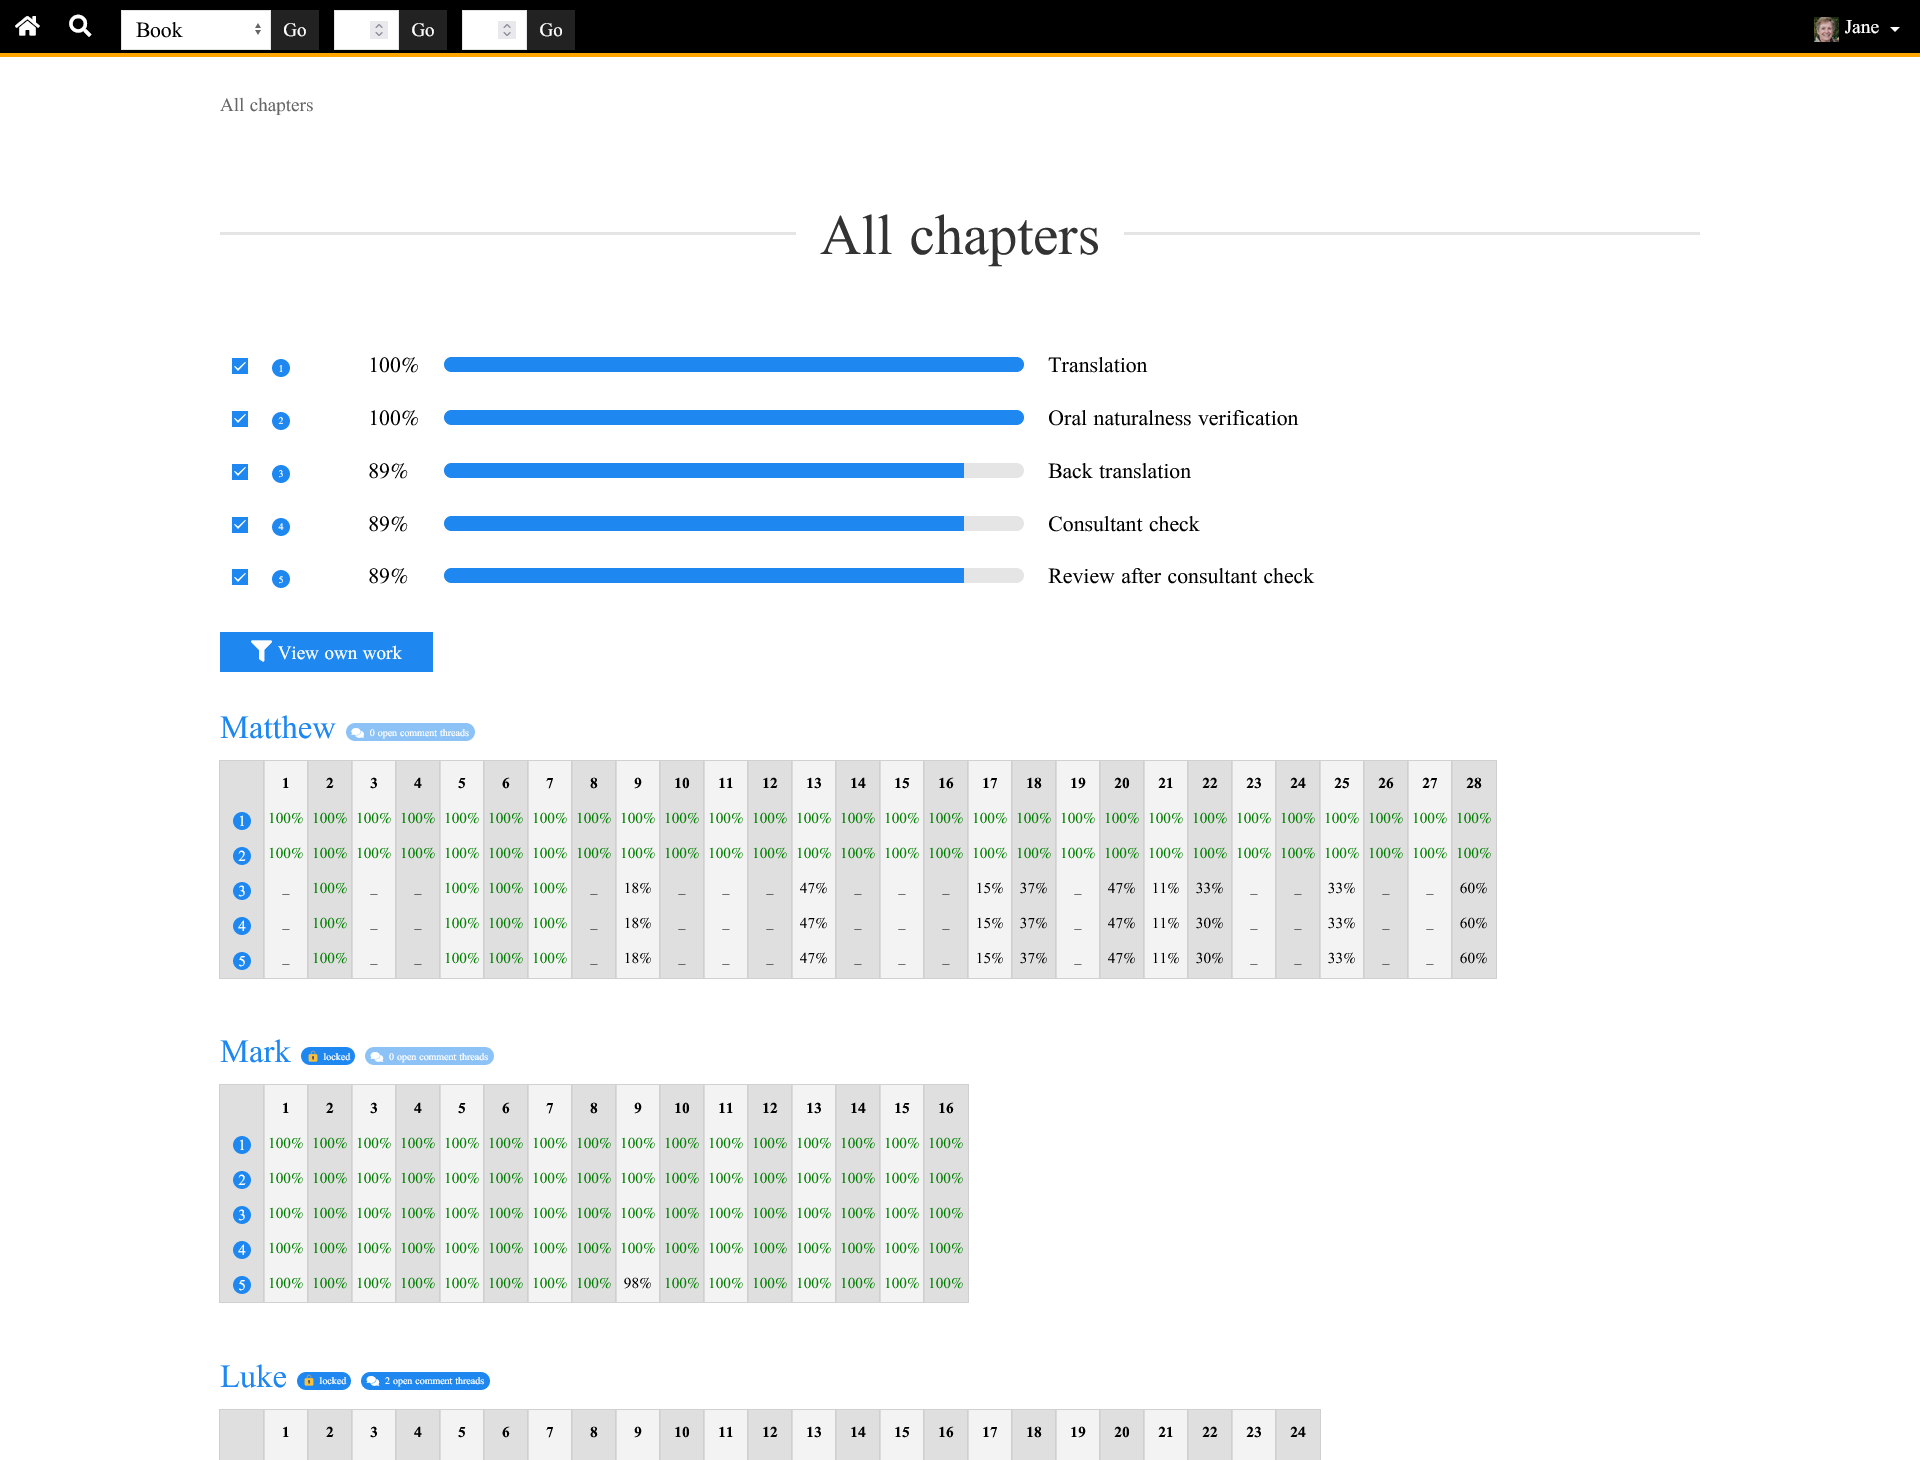 Book Go Go Go Jane
All chapters
All chapters
1 100% Translation
2 100% Oral naturalness verification
3 89% Back translation
4 89% Consultant check
5 89% Review after consultant check
View own work
Matthew 0 open comment threads
1 2 3 4 5 6 7 8 9 10 11 12 13 14 15 16 17 18 19 20 21 22 23 24 25 26 27 28
1 100% 100% 100% 100% 100% 100% 100% 100% 100% 100% 100% 100% 100% 100% 100% 100% 100% 100% 100% 100% 100% 100% 100% 100% 100% 100% 100% 100%
2 100% 100% 100% 100% 100% 100% 100% 100% 100% 100% 100% 100% 100% 100% 100% 100% 100% 100% 100% 100% 100% 100% 100% 100% 100% 100% 100% 100%
3 _ 100% _ _ 100% 100% 100% _ 18% _ _ _ 47% _ _ _ 15% 37% _ 47% 11% 33% _ _ 33% _ _ 60%
4 _ 100% _ _ 100% 100% 100% _ 18% _ _ _ 47% _ _ _ 15% 37% _ 47% 11% 30% _ _ 33% _ _ 60%
5 _ 100% _ _ 100% 100% 100% _ 18% _ _ _ 47% _ _ _ 15% 37% _ 47% 11% 30% _ _ 33% _ _ 60%
Mark locked 0 open comment threads
1 2 3 4 5 6 7 8 9 10 11 12 13 14 15 16
1 100% 100% 100% 100% 100% 100% 100% 100% 100% 100% 100% 100% 100% 100% 100% 100%
2 100% 100% 100% 100% 100% 100% 100% 100% 100% 100% 100% 100% 100% 100% 100% 100%
3 100% 100% 100% 100% 100% 100% 100% 100% 100% 100% 100% 100% 100% 100% 100% 100%
4 100% 100% 100% 100% 100% 100% 100% 100% 100% 100% 100% 100% 100% 100% 100% 100%
5 100% 100% 100% 100% 100% 100% 100% 100% 98% 100% 100% 100% 100% 100% 100% 100%
Luke locked 2 open comment threads
1 2 3 4 5 6 7 8 9 10 11 12 13 14 15 16 17 18 19 20 21 22 23 24